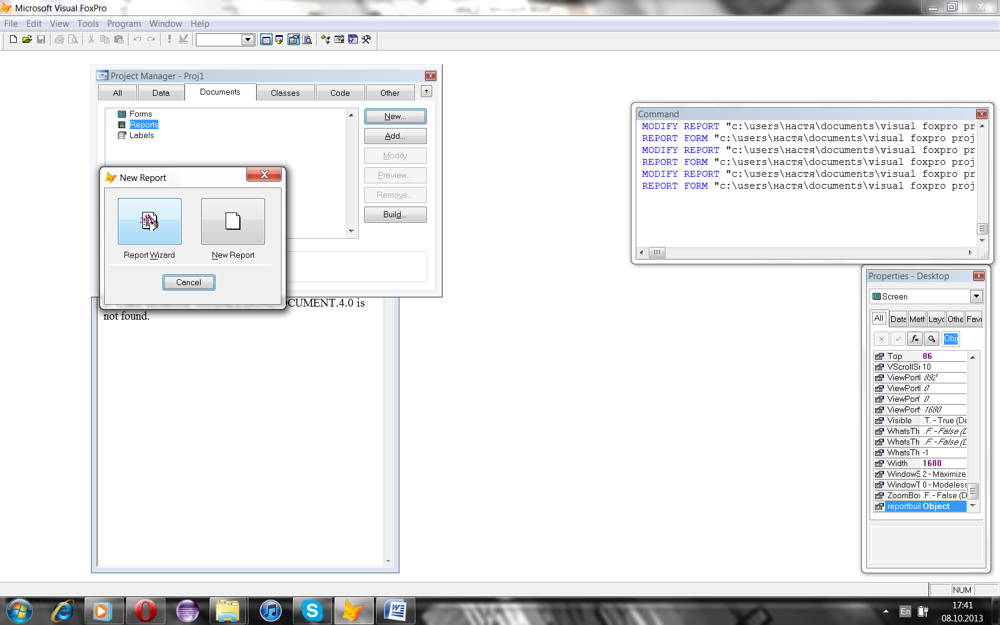 Microsoft Visual FoxPro
File Edit View Tools Program Window Help
Project Manager - Proj1
All Data Documents Classes Code Other
Forms
Reports
Labels
New...
Add...
Modify
Preview...
Remove...
Build...
New Report
Report Wizard New Report
Cancel
OCUMENT.4.0 is
not found.
Command
MODIFY REPORT "c:\users\настя\documents\visual foxpro pr
REPORT FORM "c:\users\настя\documents\visual foxpro proj
MODIFY REPORT "c:\users\настя\documents\visual foxpro pr
REPORT FORM "c:\users\настя\documents\visual foxpro proj
MODIFY REPORT "c:\users\настя\documents\visual foxpro pr
REPORT FORM "c:\users\настя\documents\visual foxpro proj
Properties - Desktop
Screen
All Data Meth Layo Othe Favo
Obj
Top 86
VScrollSr 10
ViewPortH 892
ViewPortL 0
ViewPortT 0
ViewPortW 1680
Visible .T. - True (De
WhatsTh .F. - False (D
WhatsTh .F. - False (D
WhatsTh -1
Width 1680
WindowS 2 - Maximize
WindowT 0 - Modeless
ZoomBox .F. - False (D
reportbuil Object
NUM
En
17:41
08.10.2013